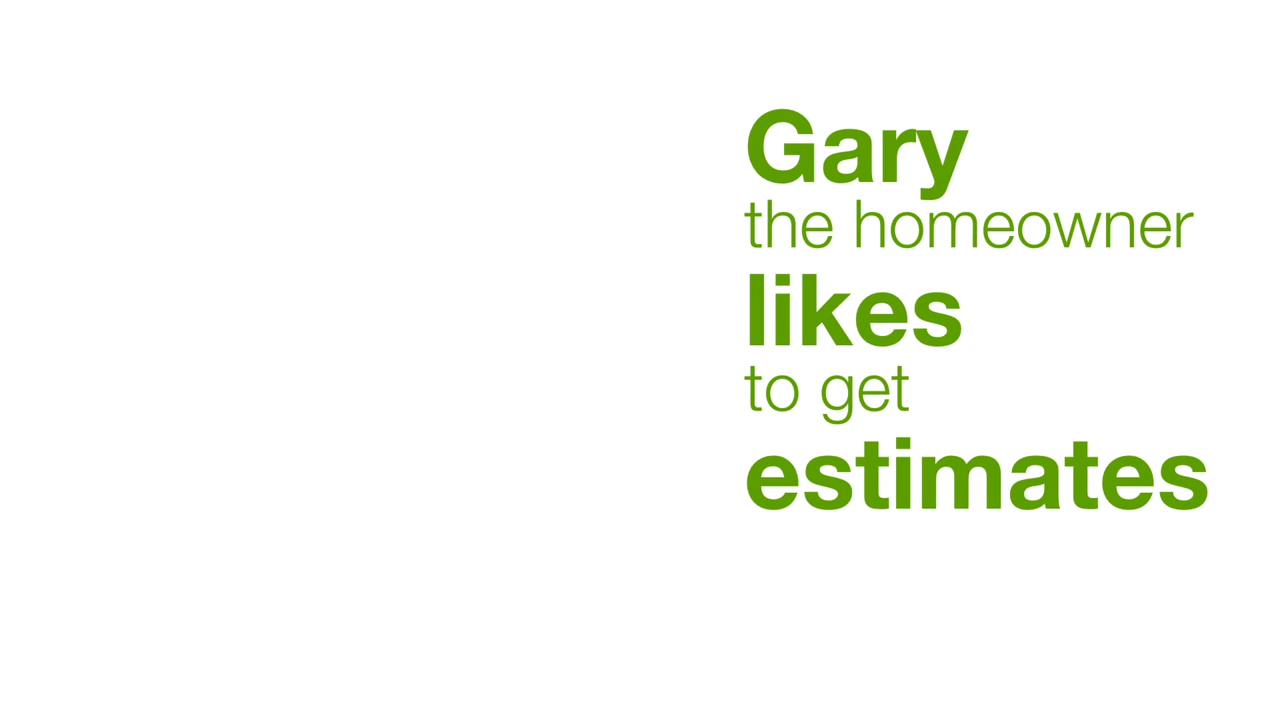 Gary
the homeowner
likes
to get
estimates